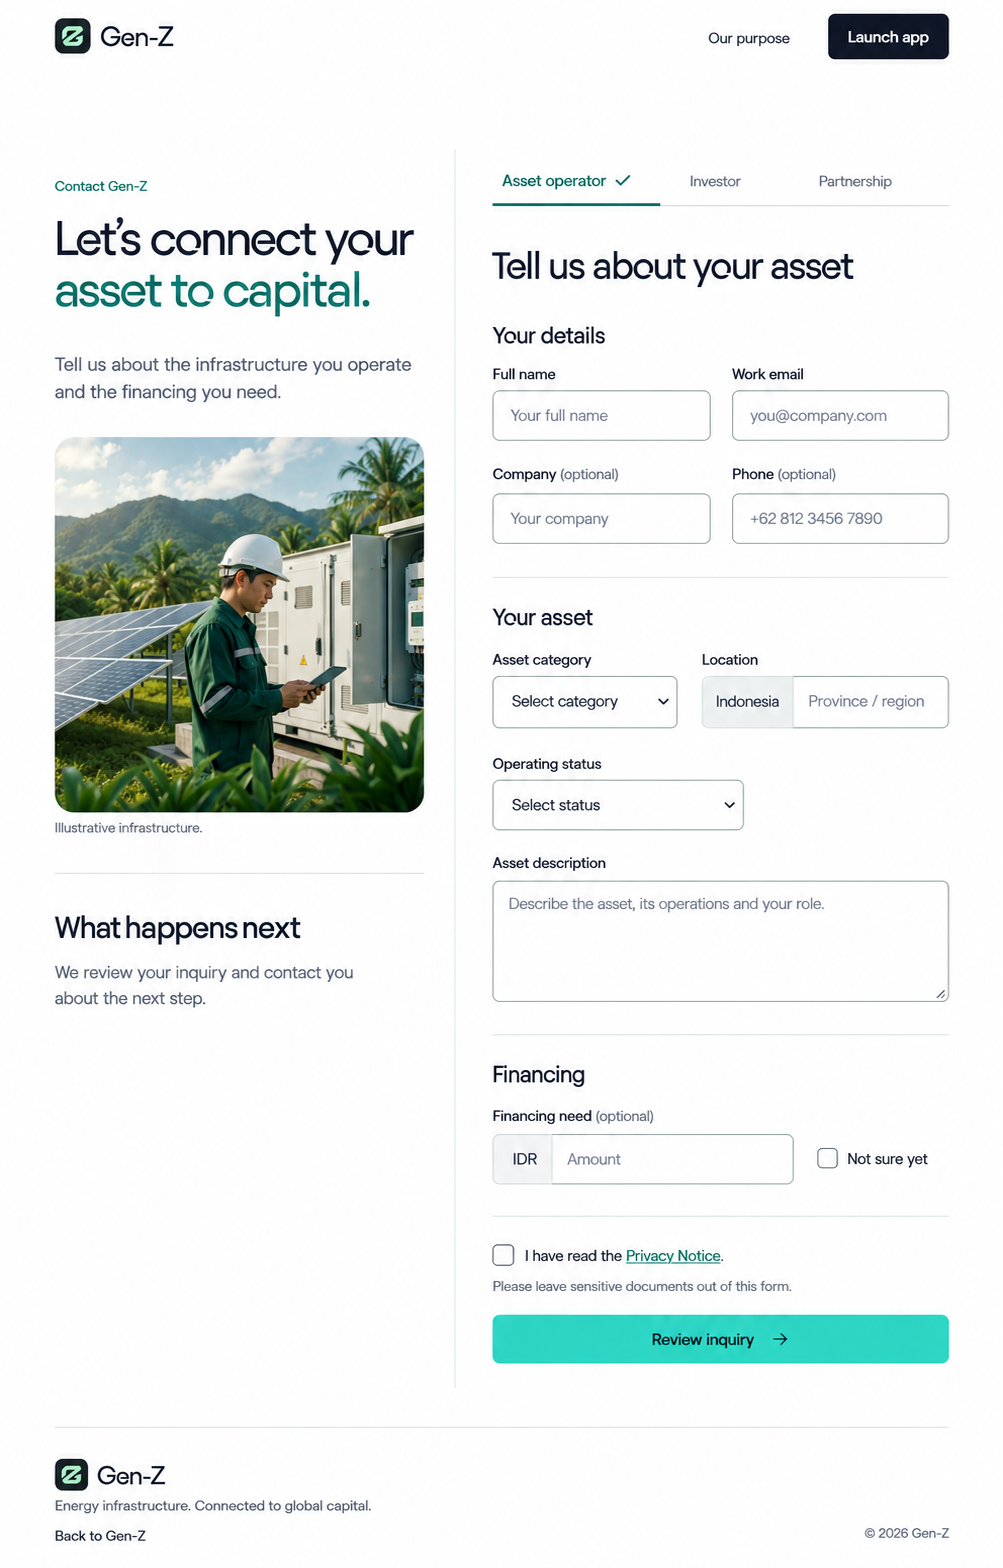 Gen-Z
Our purpose
Launch app
Contact Gen-Z
Let’s connect your
asset to capital.
Tell us about the infrastructure you operate
and the financing you need.
Illustrative infrastructure.
What happens next
We review your inquiry and contact you
about the next step.
Asset operator
Investor
Partnership
Tell us about your asset
Your details
Full name
Work email
Your full name
you@company.com
Company (optional)
Phone (optional)
Your company
+62 812 3456 7890
Your asset
Asset category
Location
Select category
Indonesia
Province / region
Operating status
Select status
Asset description
Describe the asset, its operations and your role.
Financing
Financing need (optional)
IDR
Amount
Not sure yet
I have read the Privacy Notice.
Please leave sensitive documents out of this form.
Review inquiry
Gen-Z
Energy infrastructure. Connected to global capital.
Back to Gen-Z
© 2026 Gen-Z